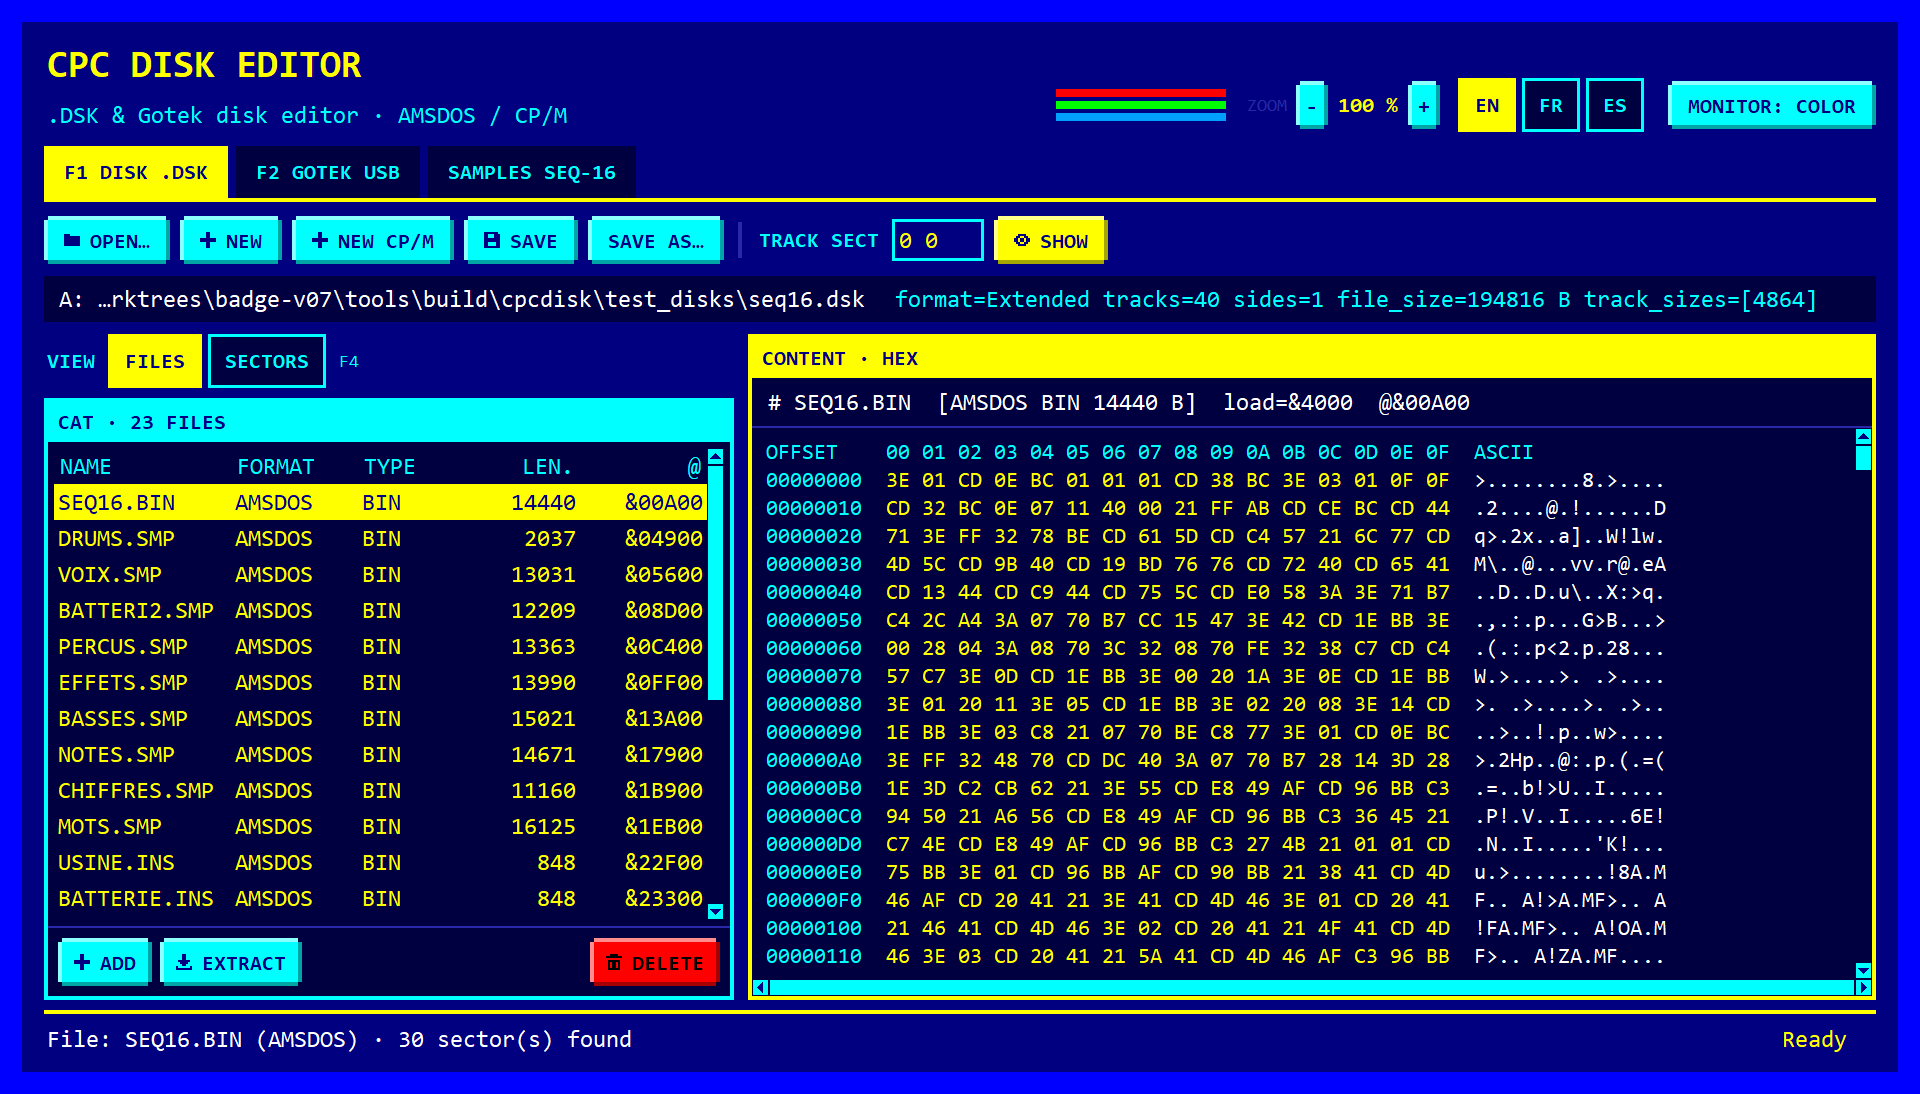 CPC DISK EDITOR
.DSK & Gotek disk editor · AMSDOS / CP/M
ZOOM - 100 % + EN FR ES MONITOR: COLOR
F1 DISK .DSK F2 GOTEK USB SAMPLES SEQ-16
OPEN… NEW NEW CP/M SAVE SAVE AS… TRACK SECT 0 0 SHOW
A: …rktrees\badge-v07\tools\build\cpcdisk\test_disks\seq16.dsk format=Extended tracks=40 sides=1 file_size=194816 B track_sizes=[4864]
VIEW FILES SECTORS F4
CAT · 23 FILES
NAME FORMAT TYPE LEN. @
SEQ16.BIN AMSDOS BIN 14440 &00A00
DRUMS.SMP AMSDOS BIN 2037 &04900
VOIX.SMP AMSDOS BIN 13031 &05600
BATTERI2.SMP AMSDOS BIN 12209 &08D00
PERCUS.SMP AMSDOS BIN 13363 &0C400
EFFETS.SMP AMSDOS BIN 13990 &0FF00
BASSES.SMP AMSDOS BIN 15021 &13A00
NOTES.SMP AMSDOS BIN 14671 &17900
CHIFFRES.SMP AMSDOS BIN 11160 &1B900
MOTS.SMP AMSDOS BIN 16125 &1EB00
USINE.INS AMSDOS BIN 848 &22F00
BATTERIE.INS AMSDOS BIN 848 &23300
ADD EXTRACT DELETE
CONTENT · HEX
# SEQ16.BIN [AMSDOS BIN 14440 B] load=&4000 @&00A00
OFFSET 00 01 02 03 04 05 06 07 08 09 0A 0B 0C 0D 0E 0F ASCII
00000000 3E 01 CD 0E BC 01 01 01 CD 38 BC 3E 03 01 0F 0F >........8.>....
00000010 CD 32 BC 0E 07 11 40 00 21 FF AB CD CE BC CD 44 .2....@.!......D
00000020 71 3E FF 32 78 BE CD 61 5D CD C4 57 21 6C 77 CD q>.2x..a]..W!lw.
00000030 4D 5C CD 9B 40 CD 19 BD 76 76 CD 72 40 CD 65 41 M\..@...vv.r@.eA
00000040 CD 13 44 CD C9 44 CD 75 5C CD E0 58 3A 3E 71 B7 ..D..D.u\..X:>q.
00000050 C4 2C A4 3A 07 70 B7 CC 15 47 3E 42 CD 1E BB 3E .,.:.p...G>B...>
00000060 00 28 04 3A 08 70 3C 32 08 70 FE 32 38 C7 CD C4 .(.:.p<2.p.28...
00000070 57 C7 3E 0D CD 1E BB 3E 00 20 1A 3E 0E CD 1E BB W.>....>. .>....
00000080 3E 01 20 11 3E 05 CD 1E BB 3E 02 20 08 3E 14 CD >. .>....>. .>..
00000090 1E BB 3E 03 C8 21 07 70 BE C8 77 3E 01 CD 0E BC ..>..!.p..w>....
000000A0 3E FF 32 48 70 CD DC 40 3A 07 70 B7 28 14 3D 28 >.2Hp..@:.p.(.=(
000000B0 1E 3D C2 CB 62 21 3E 55 CD E8 49 AF CD 96 BB C3 .=..b!>U..I.....
000000C0 94 50 21 A6 56 CD E8 49 AF CD 96 BB C3 36 45 21 .P!.V..I.....6E!
000000D0 C7 4E CD E8 49 AF CD 96 BB C3 27 4B 21 01 01 CD .N..I.....'K!...
000000E0 75 BB 3E 01 CD 96 BB AF CD 90 BB 21 38 41 CD 4D u.>........!8A.M
000000F0 46 AF CD 20 41 21 3E 41 CD 4D 46 3E 01 CD 20 41 F.. A!>A.MF>.. A
00000100 21 46 41 CD 4D 46 3E 02 CD 20 41 21 4F 41 CD 4D !FA.MF>.. A!OA.M
00000110 46 3E 03 CD 20 41 21 5A 41 CD 4D 46 AF C3 96 BB F>.. A!ZA.MF....
File: SEQ16.BIN (AMSDOS) · 30 sector(s) found
Ready